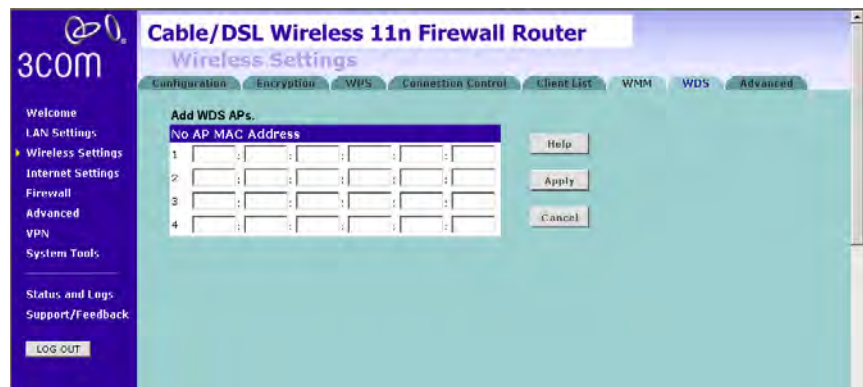 3COM
Cable/DSL Wireless 11n Firewall Router
Wireless Settings
Configuration Encryption WPS Connection Control Client List WMM WDS Advanced
Welcome
LAN Settings
Wireless Settings
Internet Settings
Firewall
Advanced
VPN
System Tools
Status and Logs
Support/Feedback
LOG OUT
Add WDS APs.
No AP MAC Address
1 : : : : :
2 : : : : :
3 : : : : :
4 : : : : :
Help
Apply
Cancel